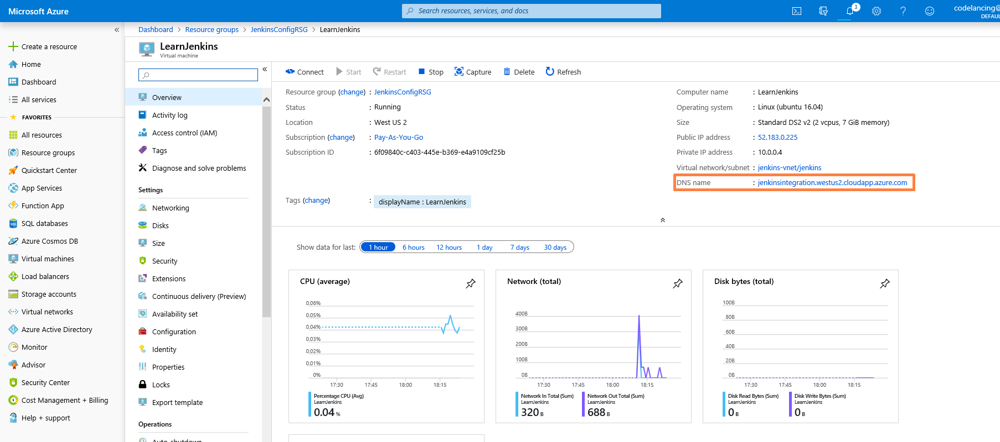 Microsoft Azure
Search resources, services, and docs
3
codelancing@
DEFAUL
Create a resource
Home
Dashboard
All services
FAVORITES
All resources
Resource groups
Quickstart Center
App Services
Function App
SQL databases
Azure Cosmos DB
Virtual machines
Load balancers
Storage accounts
Virtual networks
Azure Active Directory
Monitor
Advisor
Security Center
Cost Management + Billing
Help + support
Dashboard > Resource groups > JenkinsConfigRSG > LearnJenkins
LearnJenkins
Virtual machine
Overview
Activity log
Access control (IAM)
Tags
Diagnose and solve problems
Settings
Networking
Disks
Size
Security
Extensions
Continuous delivery (Preview)
Availability set
Configuration
Identity
Properties
Locks
Export template
Operations
Auto-shutdown
Connect Start Restart Stop Capture Delete Refresh
Resource group (change) : JenkinsConfigRSG
Status : Running
Location : West US 2
Subscription (change) : Pay-As-You-Go
Subscription ID : 6f09840c-c403-445e-b369-e4a9109cf25b
Computer name : LearnJenkins
Operating system : Linux (ubuntu 16.04)
Size : Standard DS2 v2 (2 vcpus, 7 GiB memory)
Public IP address : 52.183.0.225
Private IP address : 10.0.0.4
Virtual network/subnet : jenkins-vnet/jenkins
DNS name : jenkinsintegration.westus2.cloudapp.azure.com
Tags (change) : displayName : LearnJenkins
Show data for last: 1 hour 6 hours 12 hours 1 day 7 days 30 days
CPU (average)
0.06%
0.05%
0.04%
0.03%
0.02%
0.01%
0%
17:30 17:45 18:00 18:15
Percentage CPU (Avg)
LearnJenkins
0.04 %
Network (total)
400B
300B
200B
100B
0B
17:30 17:45 18:00 18:15
Network In Total (Sum)
LearnJenkins
320 B
Network Out Total (Sum)
LearnJenkins
688 B
Disk bytes (total)
100B
80B
60B
40B
20B
0B
17:30 17:45 18:00 18:15
Disk Read Bytes (Sum)
LearnJenkins
0 B
Disk Write Bytes (Sum)
LearnJenkins
0 B